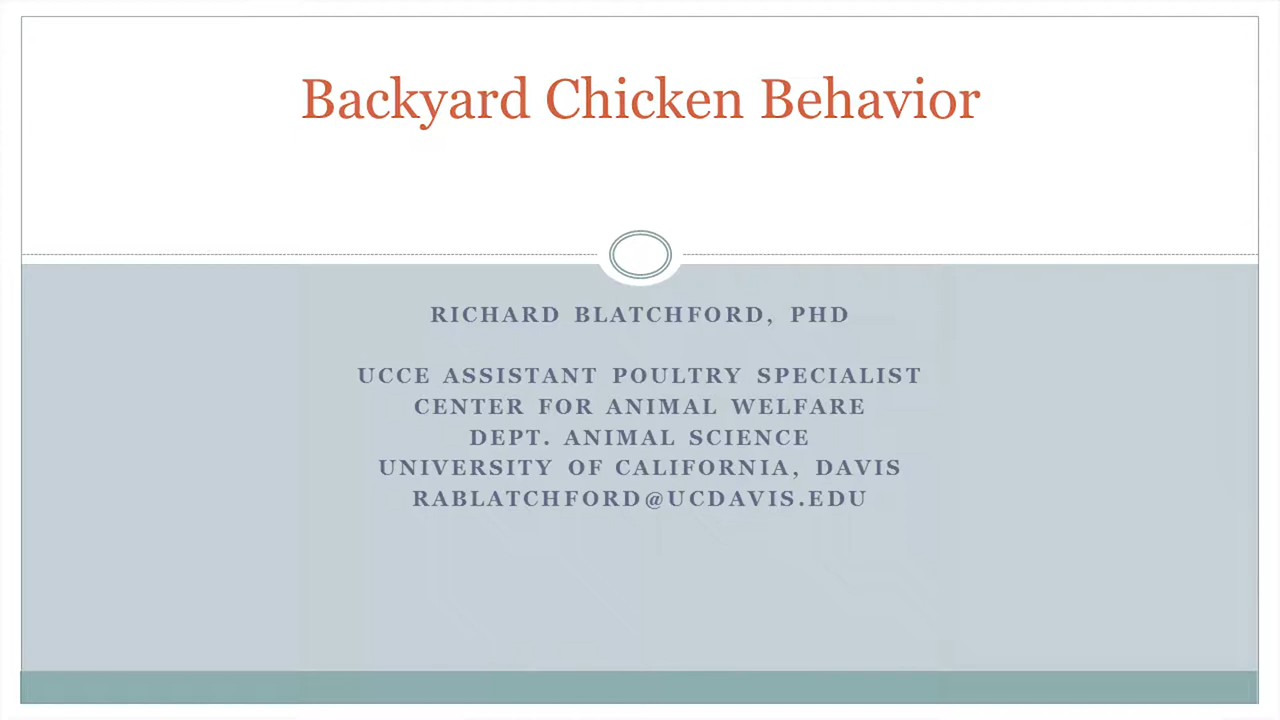 Backyard Chicken Behavior
RICHARD BLATCHFORD, PHD
UCCE ASSISTANT POULTRY SPECIALIST
CENTER FOR ANIMAL WELFARE
DEPT. ANIMAL SCIENCE
UNIVERSITY OF CALIFORNIA, DAVIS
RABLATCHFORD@UCDAVIS.EDU